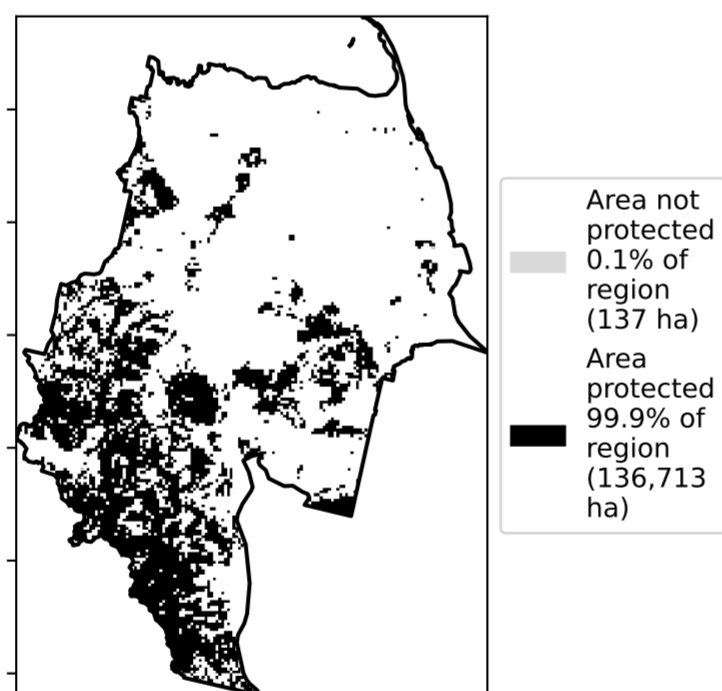 Area not
protected
0.1% of
region
(137 ha)
Area
protected
99.9% of
region
(136,713
ha)